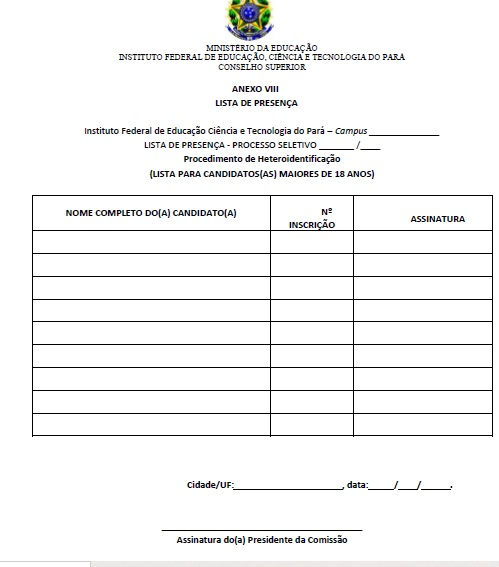 MINISTÉRIO DA EDUCAÇÃO
INSTITUTO FEDERAL DE EDUCAÇÃO, CIÊNCIA E TECNOLOGIA DO PARÁ
CONSELHO SUPERIOR
ANEXO VIII
LISTA DE PRESENÇA
Instituto Federal de Educação Ciência e Tecnologia do Pará – Campus _______________
LISTA DE PRESENÇA - PROCESSO SELETIVO ________ /____
Procedimento de Heteroidentificação
(LISTA PARA CANDIDATOS(AS) MAIORES DE 18 ANOS)
NOME COMPLETO DO(A) CANDIDATO(A)
Nº
INSCRIÇÃO
ASSINATURA
Cidade/UF:_______________________, data:_____/____/______.
Assinatura do(a) Presidente da Comissão